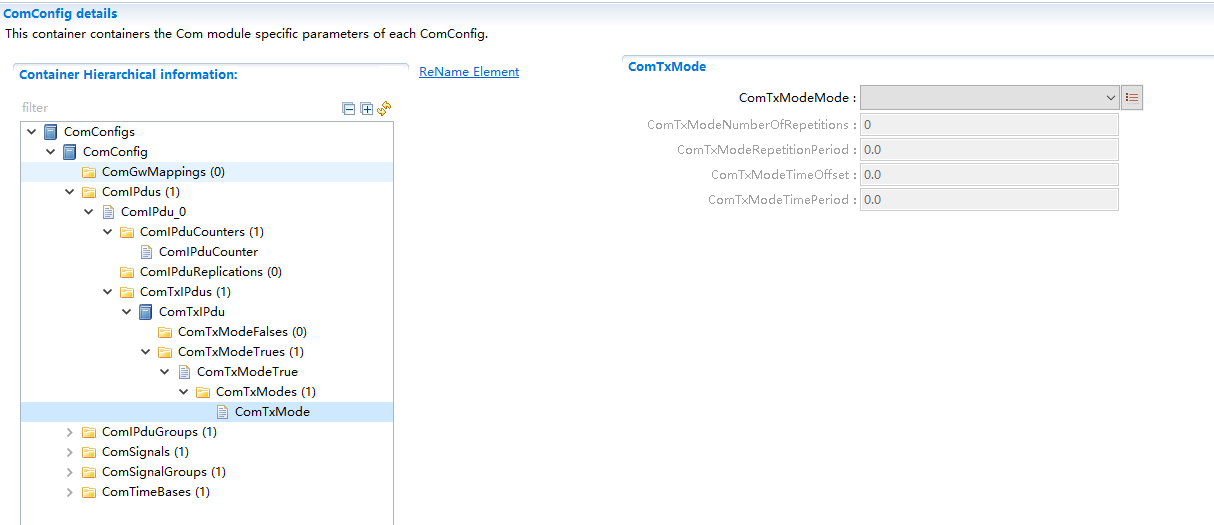 ComConfig details
This container containers the Com module specific parameters of each ComConfig.
Container Hierarchical information:
ReName Element
filter
ComConfigs
ComConfig
ComGwMappings (0)
ComIPdus (1)
ComIPdu_0
ComIPduCounters (1)
ComIPduCounter
ComIPduReplications (0)
ComTxIPdus (1)
ComTxIPdu
ComTxModeFalses (0)
ComTxModeTrues (1)
ComTxModeTrue
ComTxModes (1)
ComTxMode
ComIPduGroups (1)
ComSignals (1)
ComSignalGroups (1)
ComTimeBases (1)
ComTxMode
ComTxModeMode :
ComTxModeNumberOfRepetitions : 0
ComTxModeRepetitionPeriod : 0.0
ComTxModeTimeOffset : 0.0
ComTxModeTimePeriod : 0.0